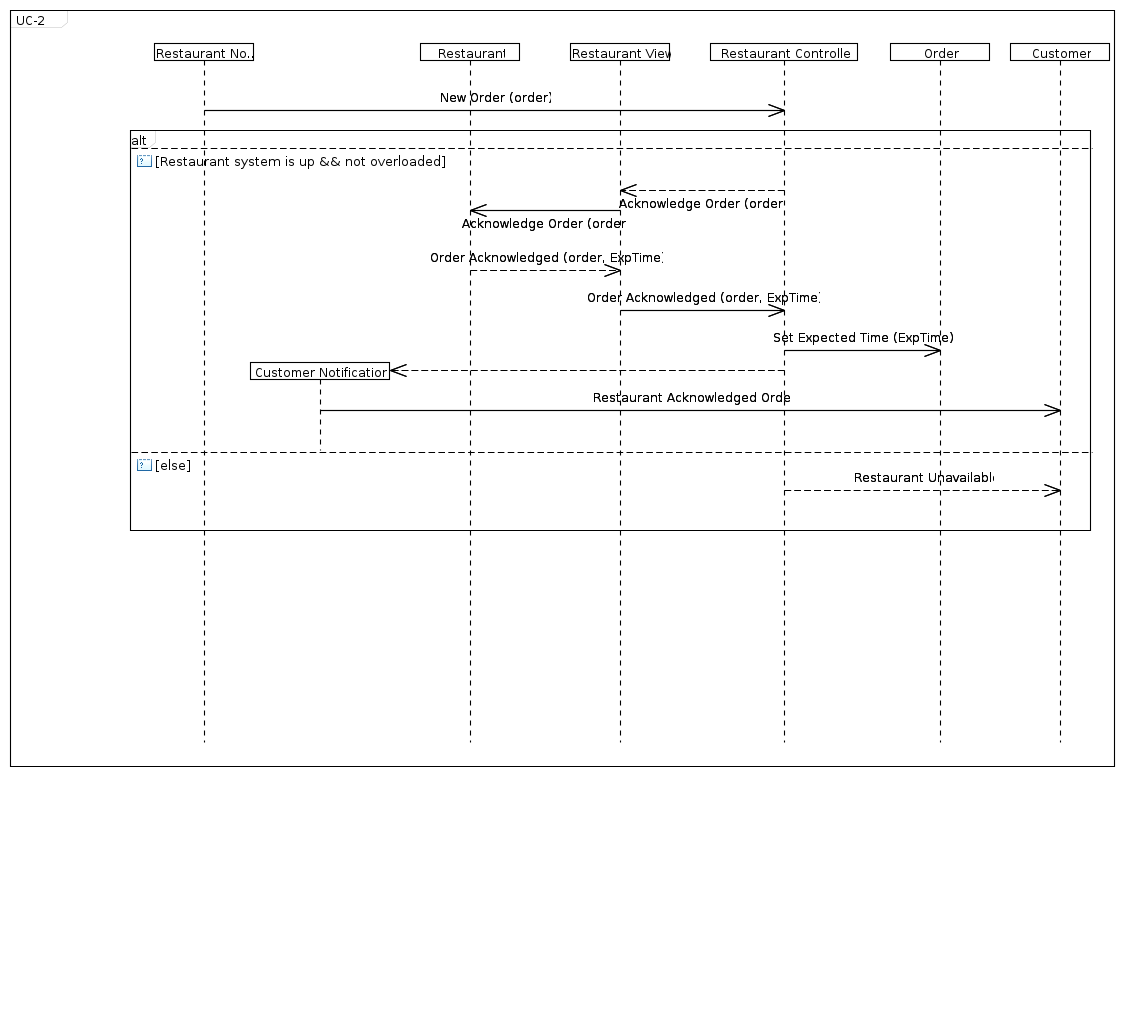 UC-2
Restaurant No..
Restaurant
Restaurant View
Restaurant Controlle
Order
Customer
New Order (order)
alt
[Restaurant system is up && not overloaded]
Acknowledge Order (order
Acknowledge Order (order
Order Acknowledged (order, ExpTime)
Order Acknowledged (order, ExpTime)
Set Expected Time (ExpTime)
Customer Notification
Restaurant Acknowledged Orde
[else]
Restaurant Unavailabl